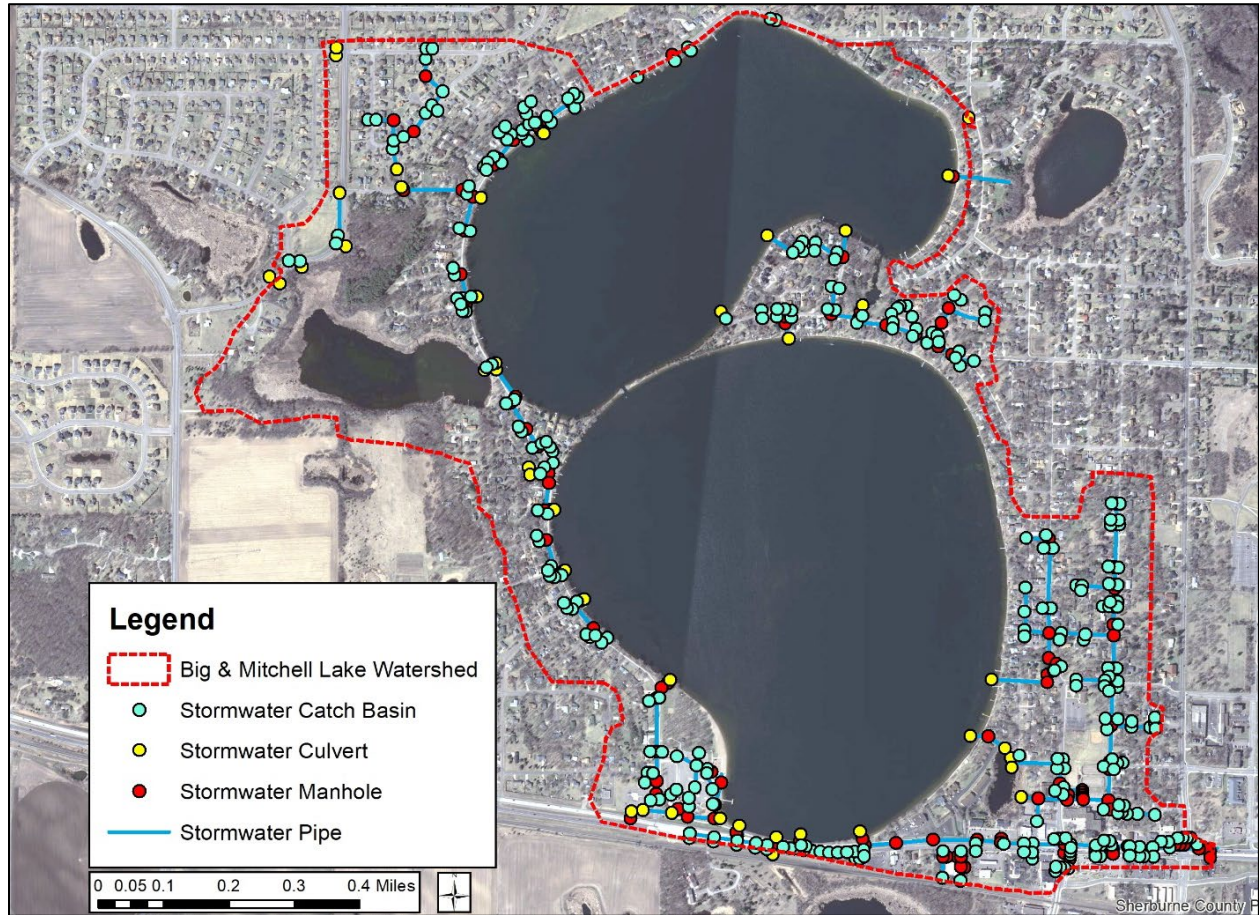 Legend
Big & Mitchell Lake Watershed
Stormwater Catch Basin
Stormwater Culvert
Stormwater Manhole
Stormwater Pipe
0 0.05 0.1 0.2 0.3 0.4 Miles
Sherburne County